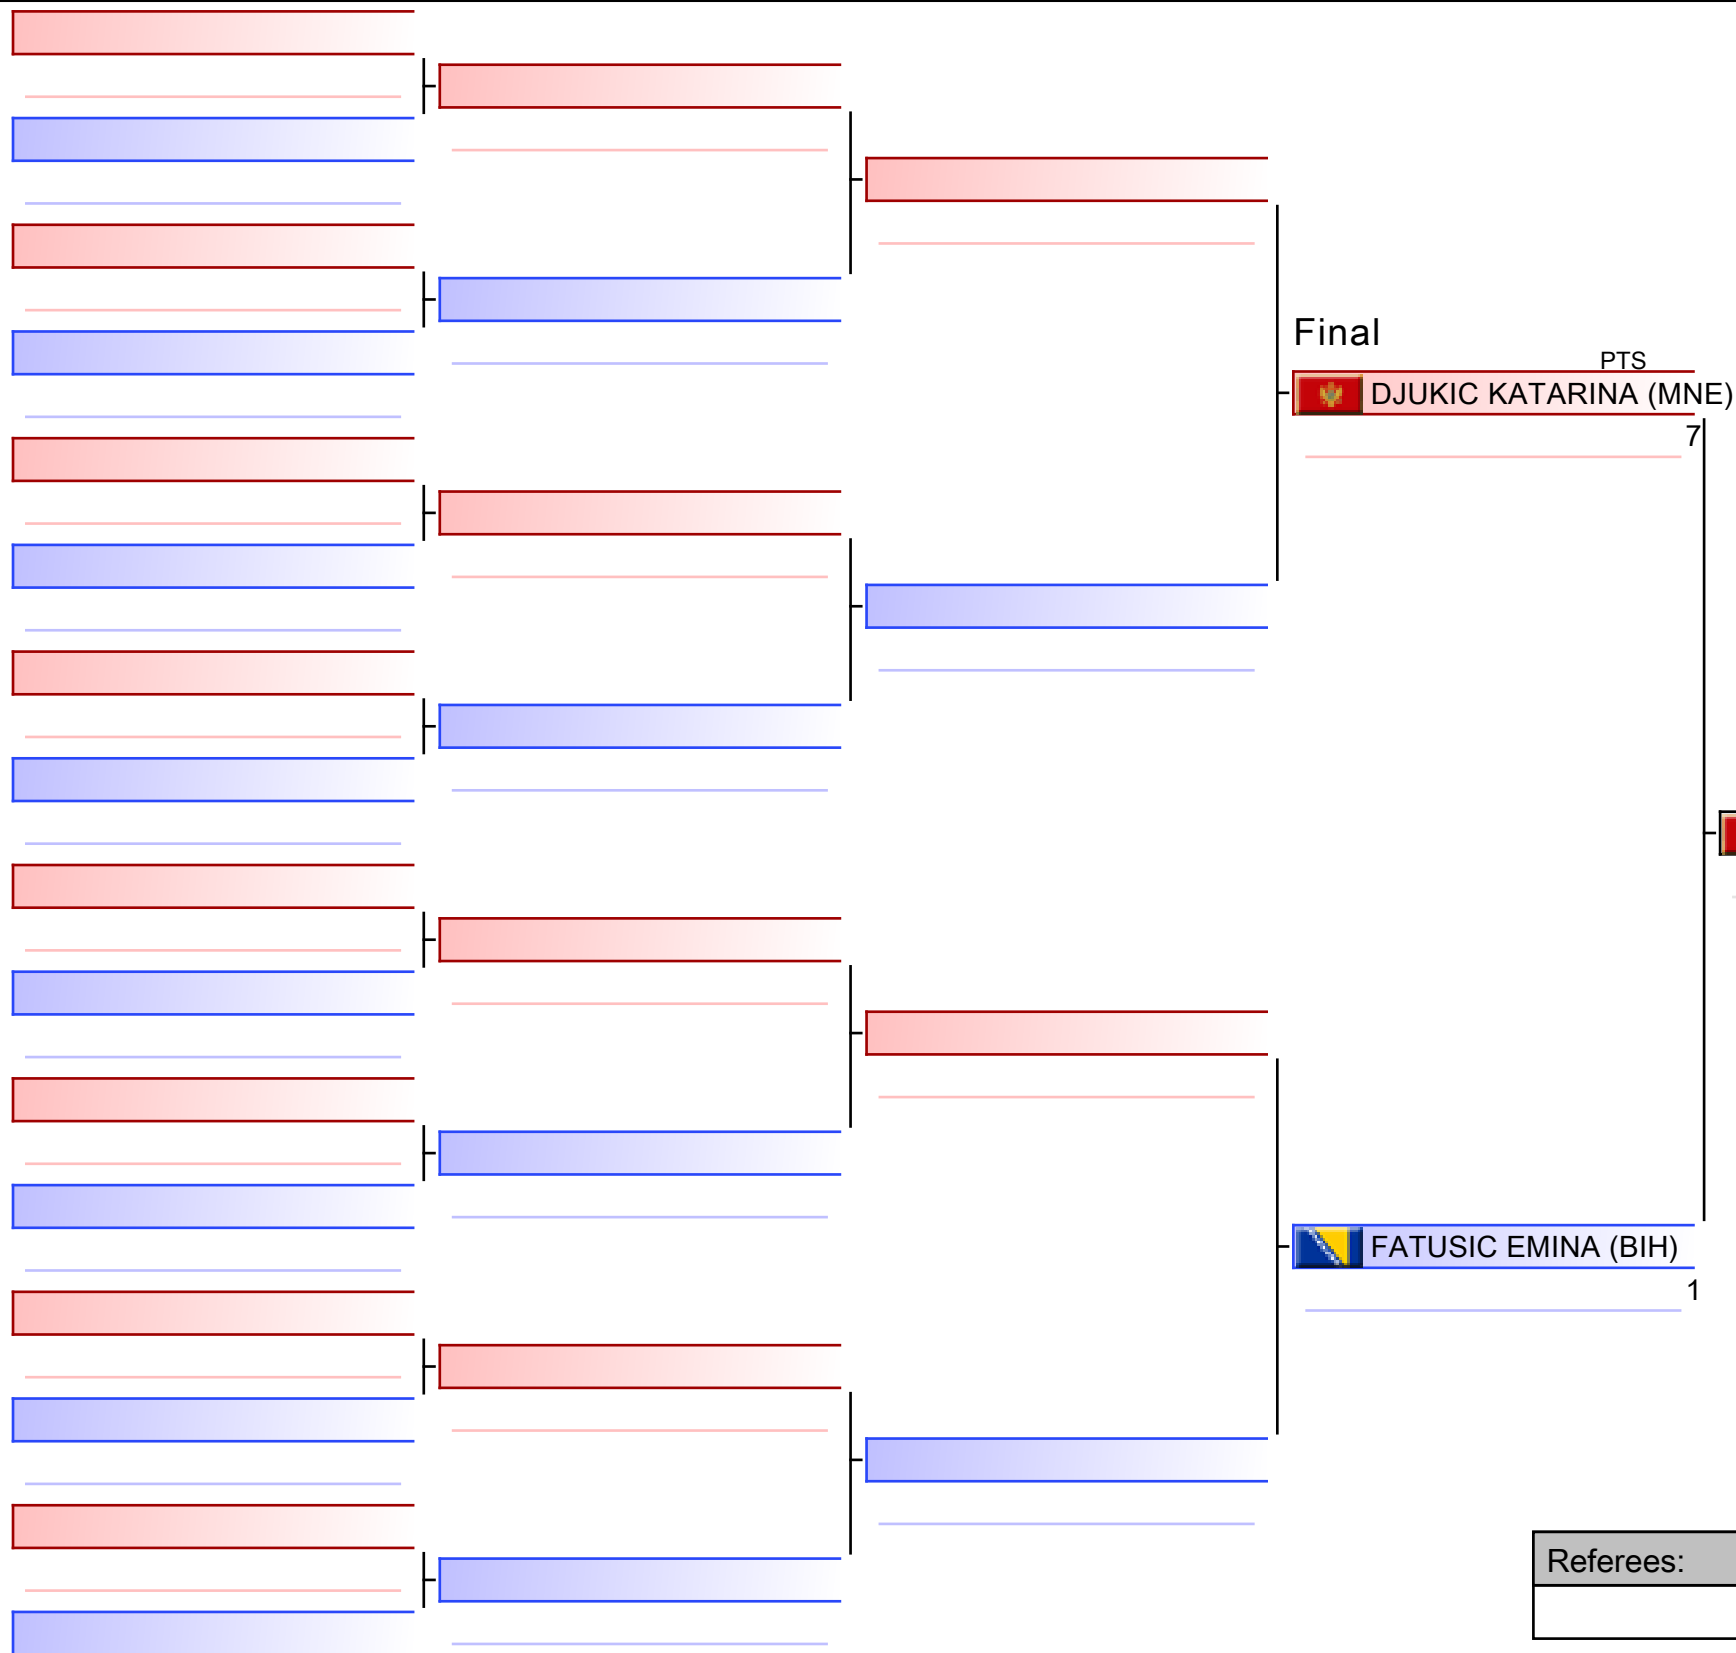 Final
PTS
DJUKIC KATARINA (MNE)
7
FATUSIC EMINA (BIH)
1
Referees: